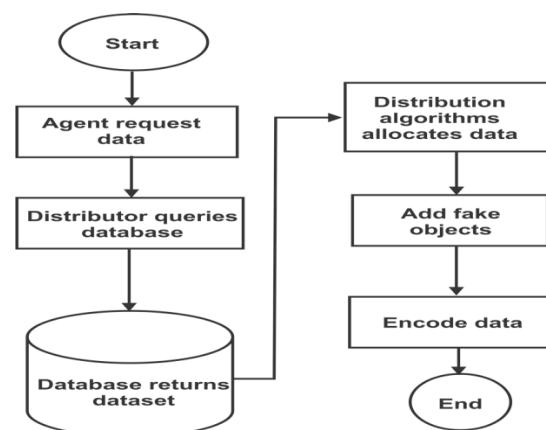 Start
Agent request
data
Distributor queries
database
Database returns
dataset
Distribution
algorithms
allocates data
Add fake
objects
Encode data
End